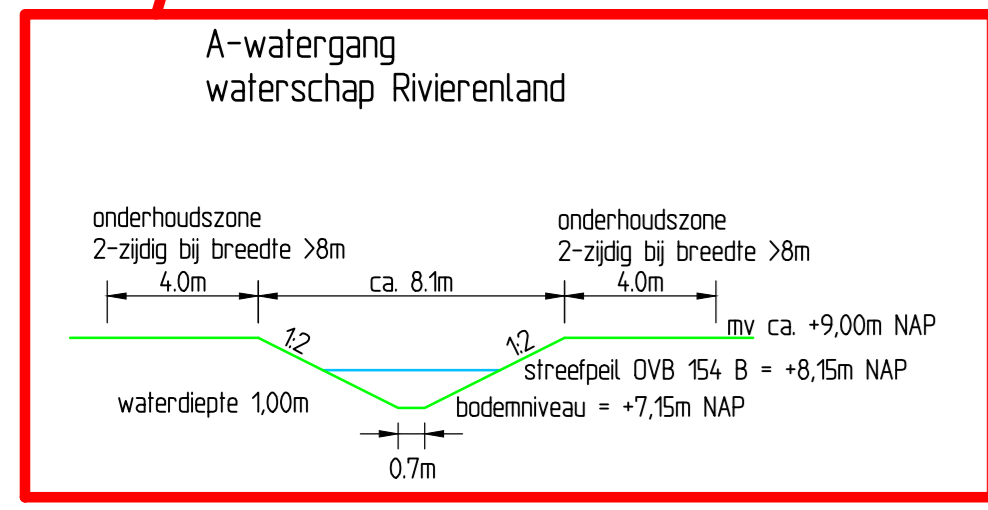 A-watergang
waterschap Rivierenland
onderhoudszone
2-zijdig bij breedte >8m
4.0m
ca. 8.1m
onderhoudszone
2-zijdig bij breedte >8m
4.0m
mv ca. +9,00m NAP
1:2
1:2
streefpeil OVB 154 B = +8,15m NAP
waterdiepte 1,00m
bodemniveau = +7,15m NAP
0.7m